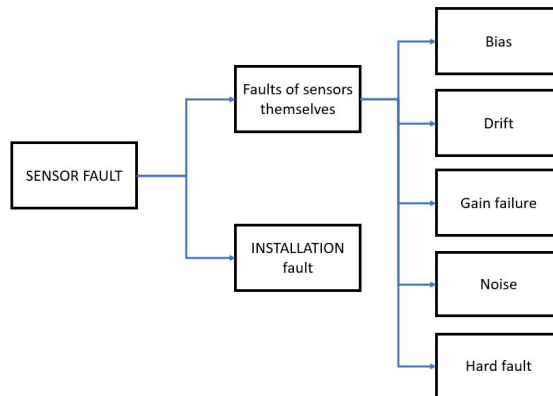 SENSOR FAULT
Faults of sensors
themselves
INSTALLATION
fault
Bias
Drift
Gain failure
Noise
Hard fault